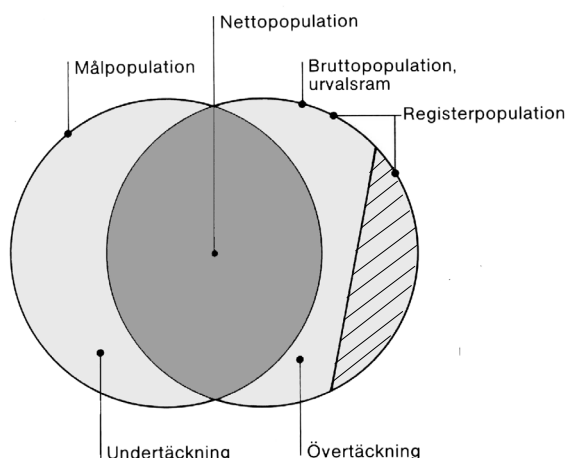 Nettopopulation
Målpopulation
Bruttopopulation,
urvalsram
Registerpopulation
Undertäckning
Övertäckning